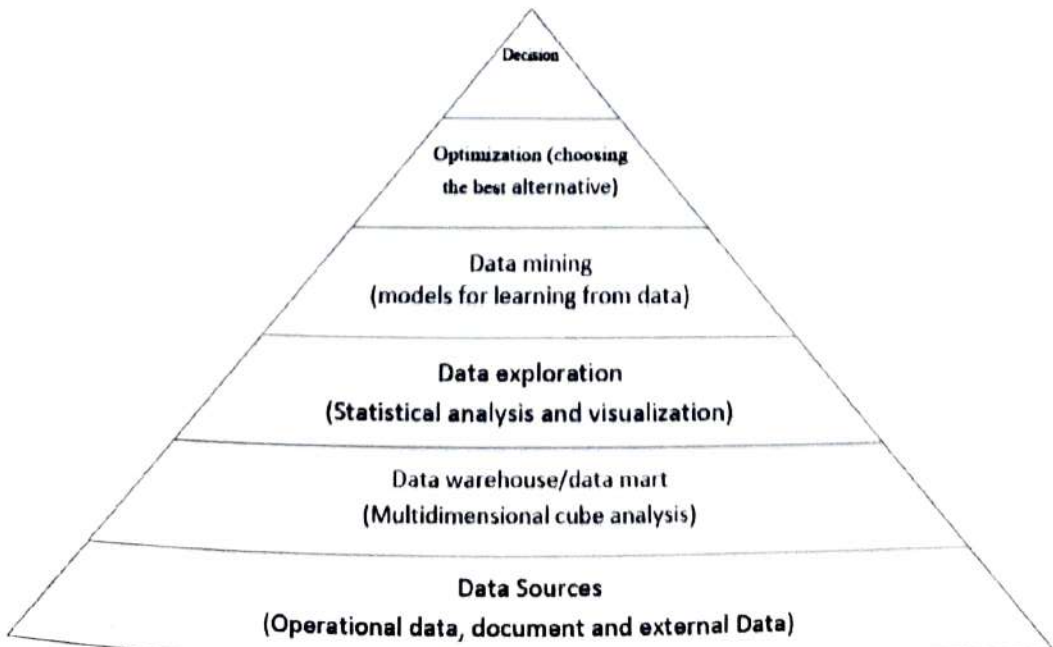 Decision
Optimization (choosing
the best alternative)
Data mining
(models for learning from data)
Data exploration
(Statistical analysis and visualization)
Data warehouse/data mart
(Multidimensional cube analysis)
Data Sources
(Operational data, document and external Data)